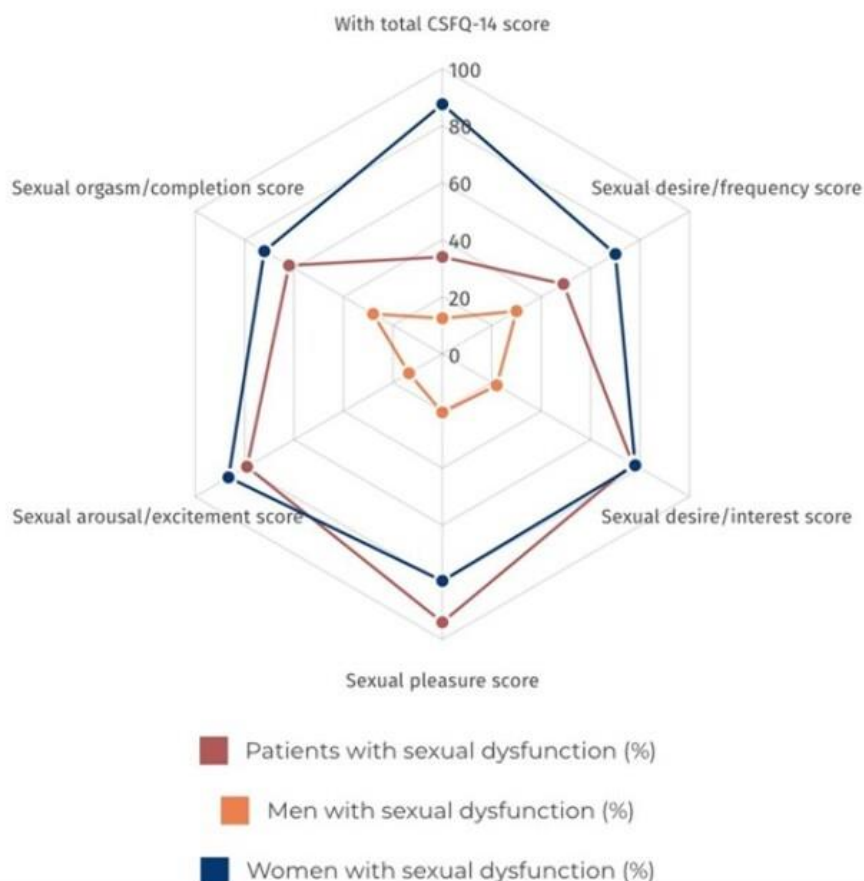 With total CSFQ-14 score
100
80
Sexual orgasm/completion score
Sexual desire/frequency score
60
40
20
0
Sexual arousal/excitement score
Sexual desire/interest score
Sexual pleasure score
Patients with sexual dysfunction (%)
Men with sexual dysfunction (%)
Women with sexual dysfunction (%)